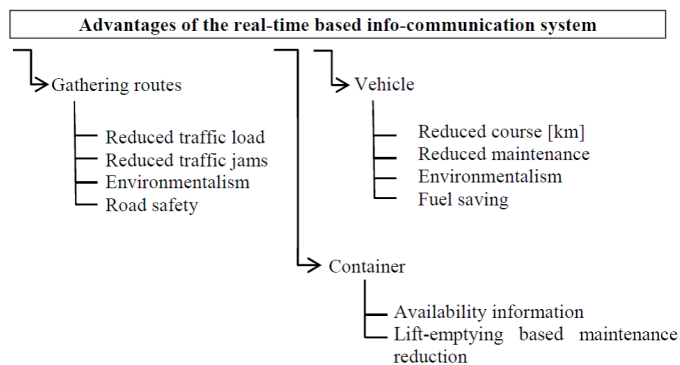 Advantages of the real-time based info-communication system
Gathering routes
Reduced traffic load
Reduced traffic jams
Environmentalism
Road safety
Vehicle
Reduced course [km]
Reduced maintenance
Environmentalism
Fuel saving
Container
Availability information
Lift-emptying based maintenance
reduction